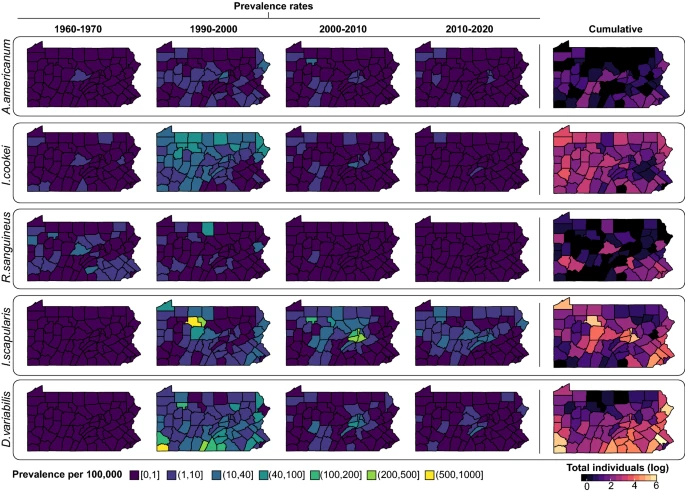 Prevalence rates
1960-1970 1990-2000 2000-2010 2010-2020 Cumulative
A.americanum
I.cookei
R.sanguineus
I.scapularis
D.variabilis
Prevalence per 100,000 [0,1] (1,10] (10,40] (40,100] (100,200] (200,500] (500,1000]
Total individuals (log)
0 2 4 6